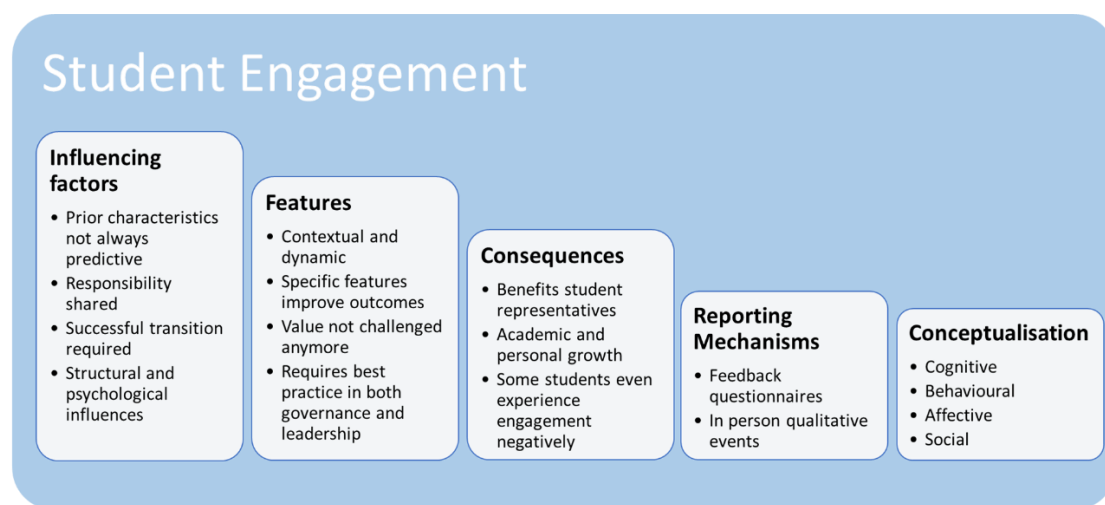 Student Engagement
Influencing
factors
• Prior characteristics
not always
predictive
• Responsibility
shared
• Successful transition
required
• Structural and
psychological
influences
Features
• Contextual and
dynamic
• Specific features
improve outcomes
• Value not challenged
anymore
• Requires best
practice in both
governance and
leadership
Consequences
• Benefits student
representatives
• Academic and
personal growth
• Some students even
experience
engagement
negatively
Reporting
Mechanisms
• Feedback
questionnaires
• In person qualitative
events
Conceptualisation
• Cognitive
• Behavioural
• Affective
• Social